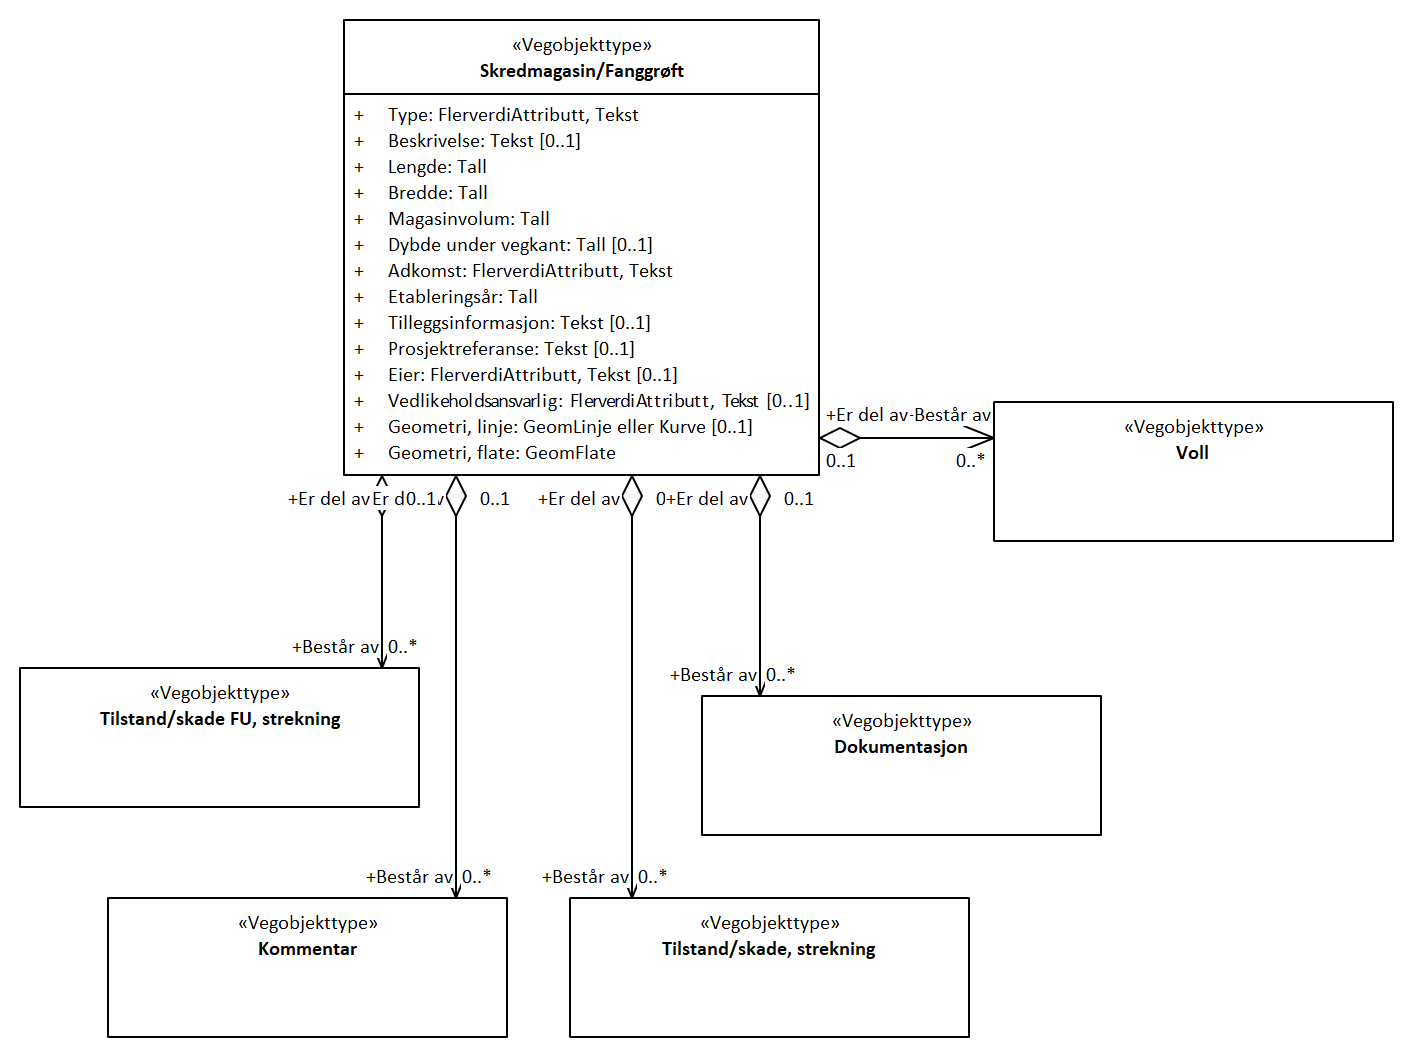 «Vegobjekttype»
Skredmagasin/Fanggrøft
+ Type: FlerverdiAttributt, Tekst
+ Beskrivelse: Tekst [0..1]
+ Lengde: Tall
+ Bredde: Tall
+ Magasinvolum: Tall
+ Dybde under vegkant: Tall [0..1]
+ Adkomst: FlerverdiAttributt, Tekst
+ Etableringsår: Tall
+ Tilleggsinformasjon: Tekst [0..1]
+ Prosjektreferanse: Tekst [0..1]
+ Eier: FlerverdiAttributt, Tekst [0..1]
+ Vedlikeholdsansvarlig: FlerverdiAttributt, Tekst [0..1]
+ Geometri, linje: GeomLinje eller Kurve [0..1]
+ Geometri, flate: GeomFlate
+Er del av
Består av
0..1
0..*
«Vegobjekttype»
Voll
+Er del av
Er d
0..1
0..1
+Er del av
+Er del av
0..1
+Består av
0..*
«Vegobjekttype»
Tilstand/skade FU, strekning
+Består av
0..*
«Vegobjekttype»
Dokumentasjon
+Består av
0..*
«Vegobjekttype»
Kommentar
+Består av
0..*
«Vegobjekttype»
Tilstand/skade, strekning